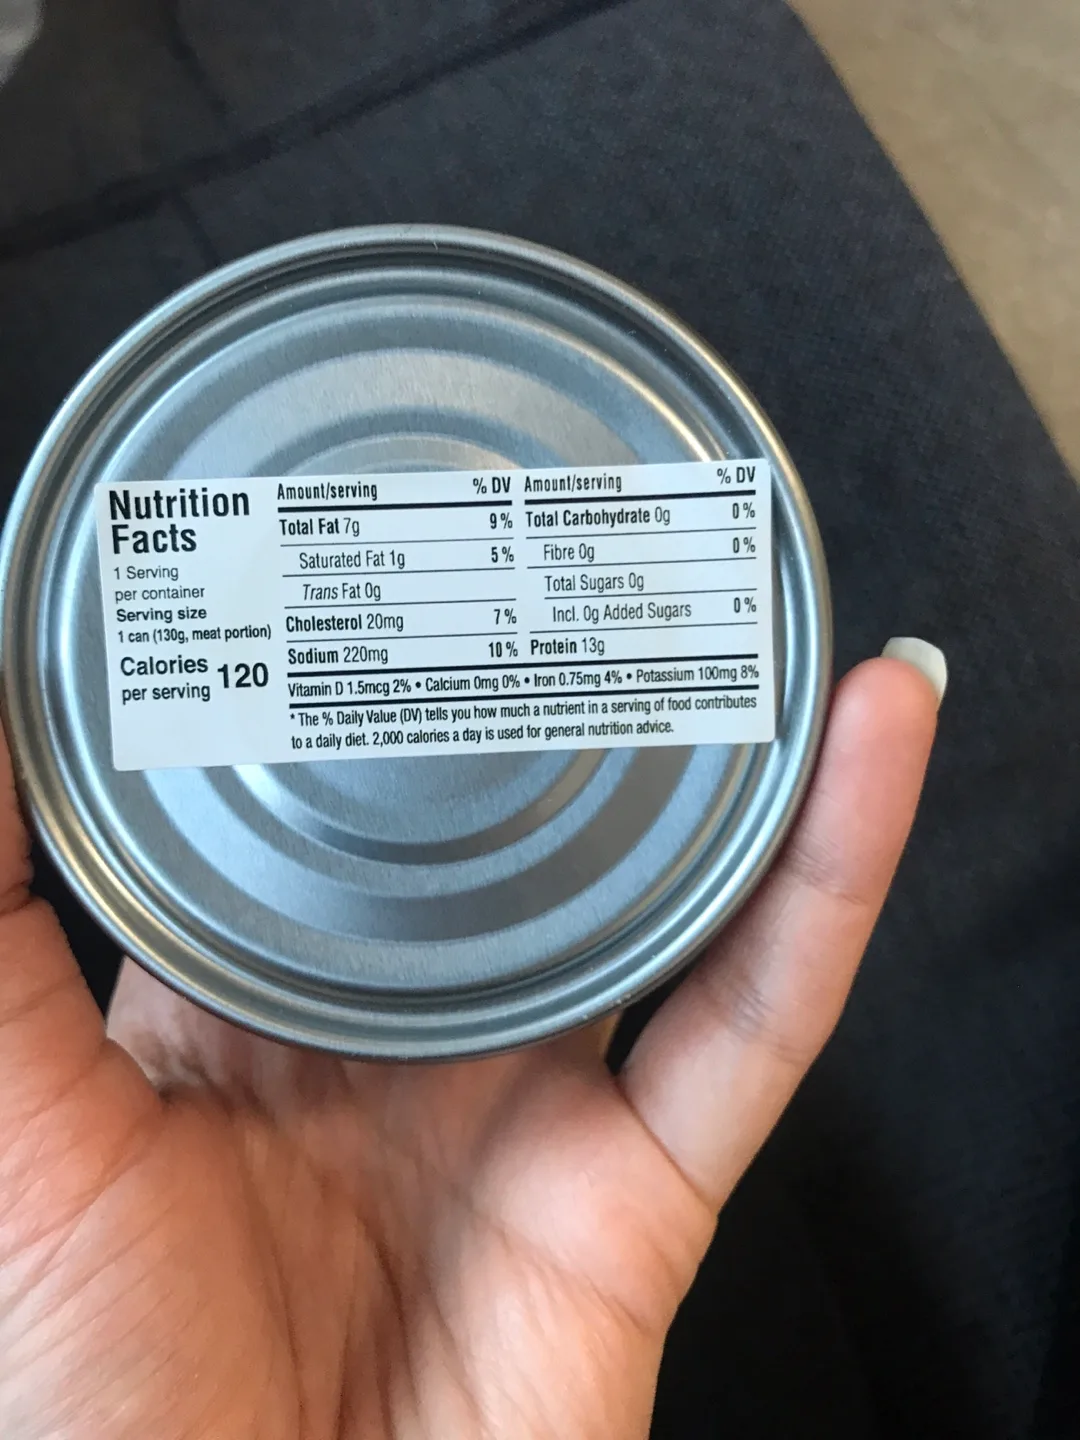 Nutrition
Facts
1 Serving
per container
Serving size
1 can (130g, meat portion)
Calories 120
per serving
Amount/serving % DV
Total Fat 7g 9%
Saturated Fat 1g 5%
Trans Fat 0g
Cholesterol 20mg 7%
Sodium 220mg 10%
Amount/serving % DV
Total Carbohydrate 0g 0%
Fibre 0g 0%
Total Sugars 0g
Incl. 0g Added Sugars 0%
Protein 13g
Vitamin D 1.5mcg 2% • Calcium 0mg 0% • Iron 0.75mg 4% • Potassium 100mg 8%
* The % Daily Value (DV) tells you how much a nutrient in a serving of food contributes
to a daily diet. 2,000 calories a day is used for general nutrition advice.